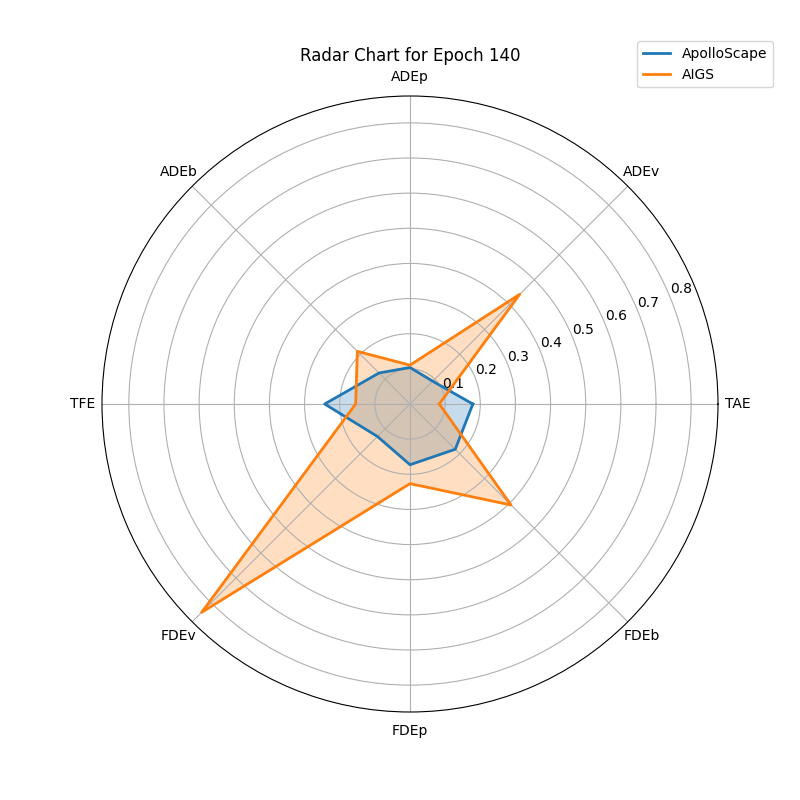 Radar Chart for Epoch 140
ApolloScape
AIGS
ADEp
ADEb
ADEv
0.8
0.7
0.6
0.5
0.4
0.3
0.2
0.1
TFE
TAE
FDEv
FDEb
FDEp